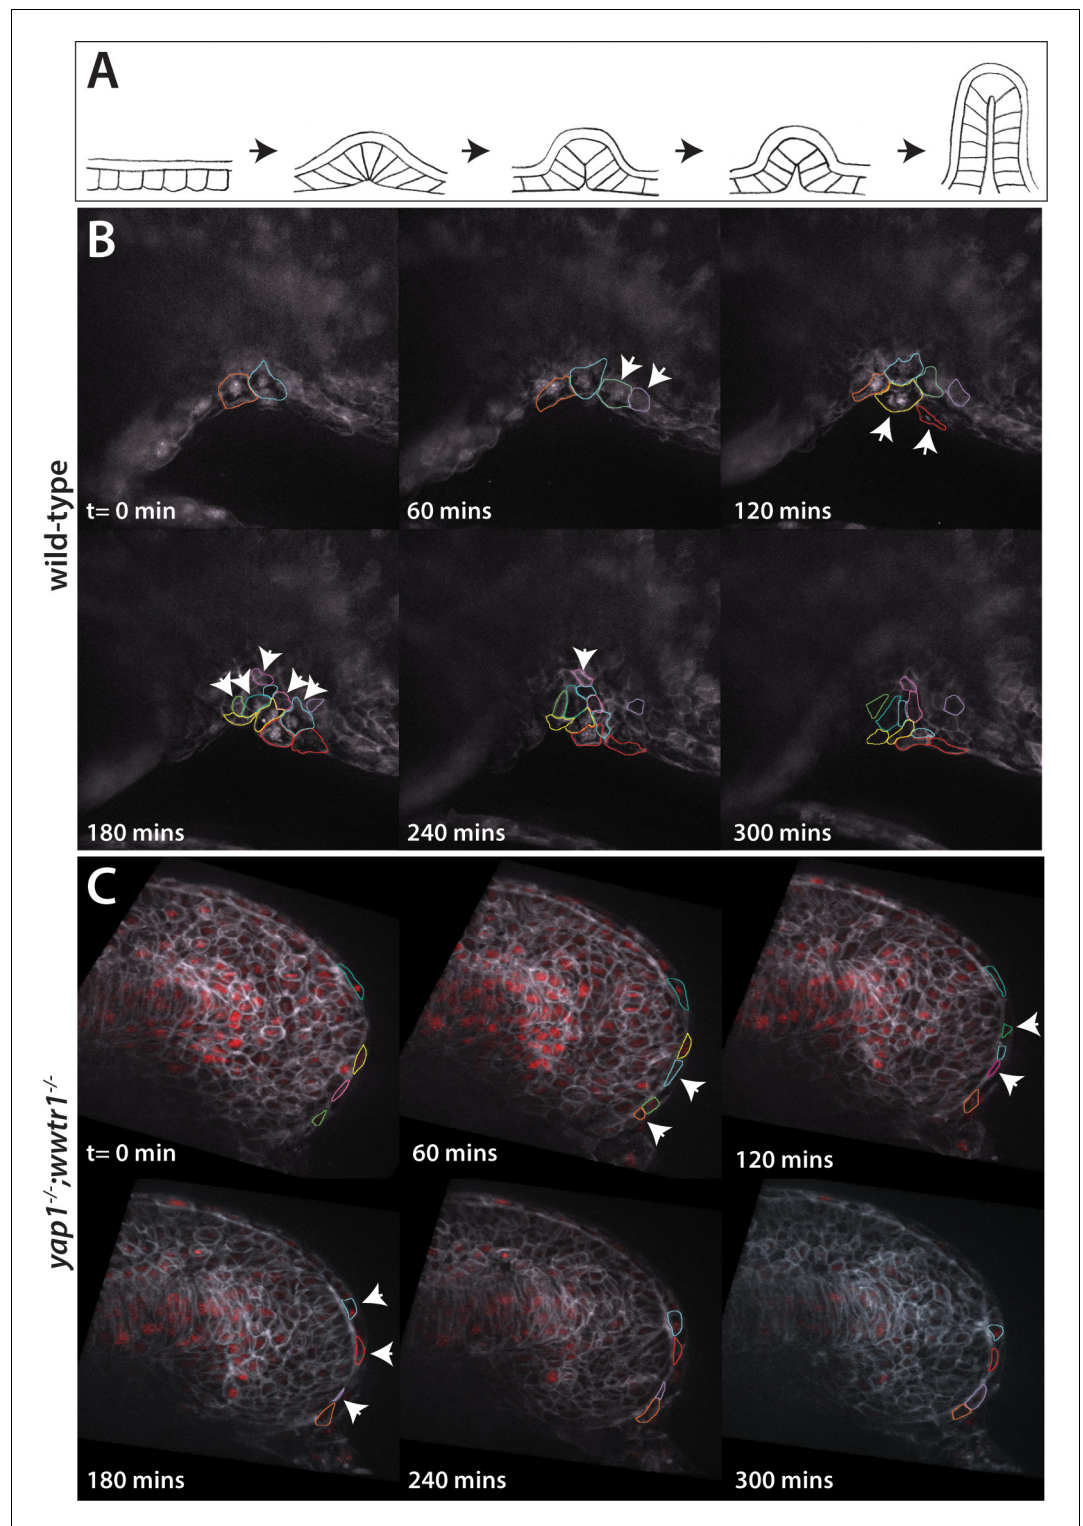 A
B
wild-type
t= 0 min
60 mins
120 mins
180 mins
240 mins
300 mins
C
yap1-/-;wwtr1-/-
t= 0 min
60 mins
120 mins
180 mins
240 mins
300 mins